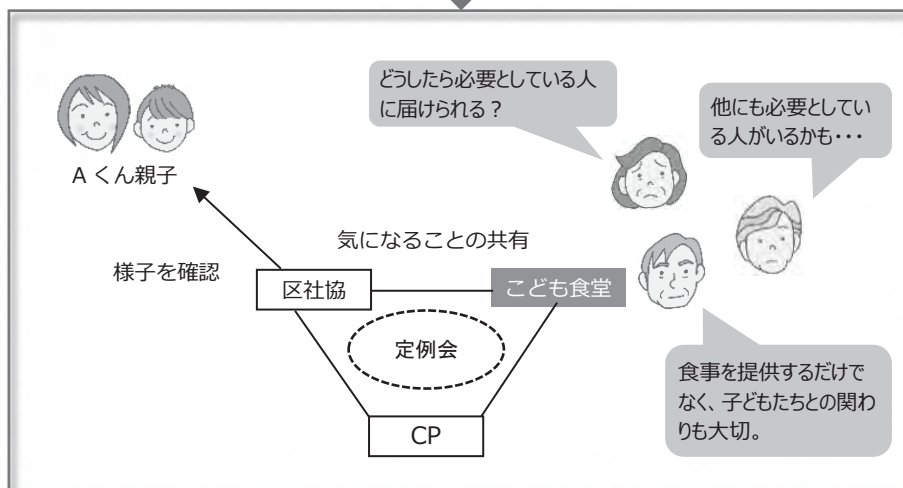 どうしたら必要としている人
に届けられる？
他にも必要としてい
る人がいるかも・・・
A くん親子
気になることの共有
様子を確認
区社協
こども食堂
定例会
食事を提供するだけで
なく、子どもたちとの関わ
りも大切。
CP